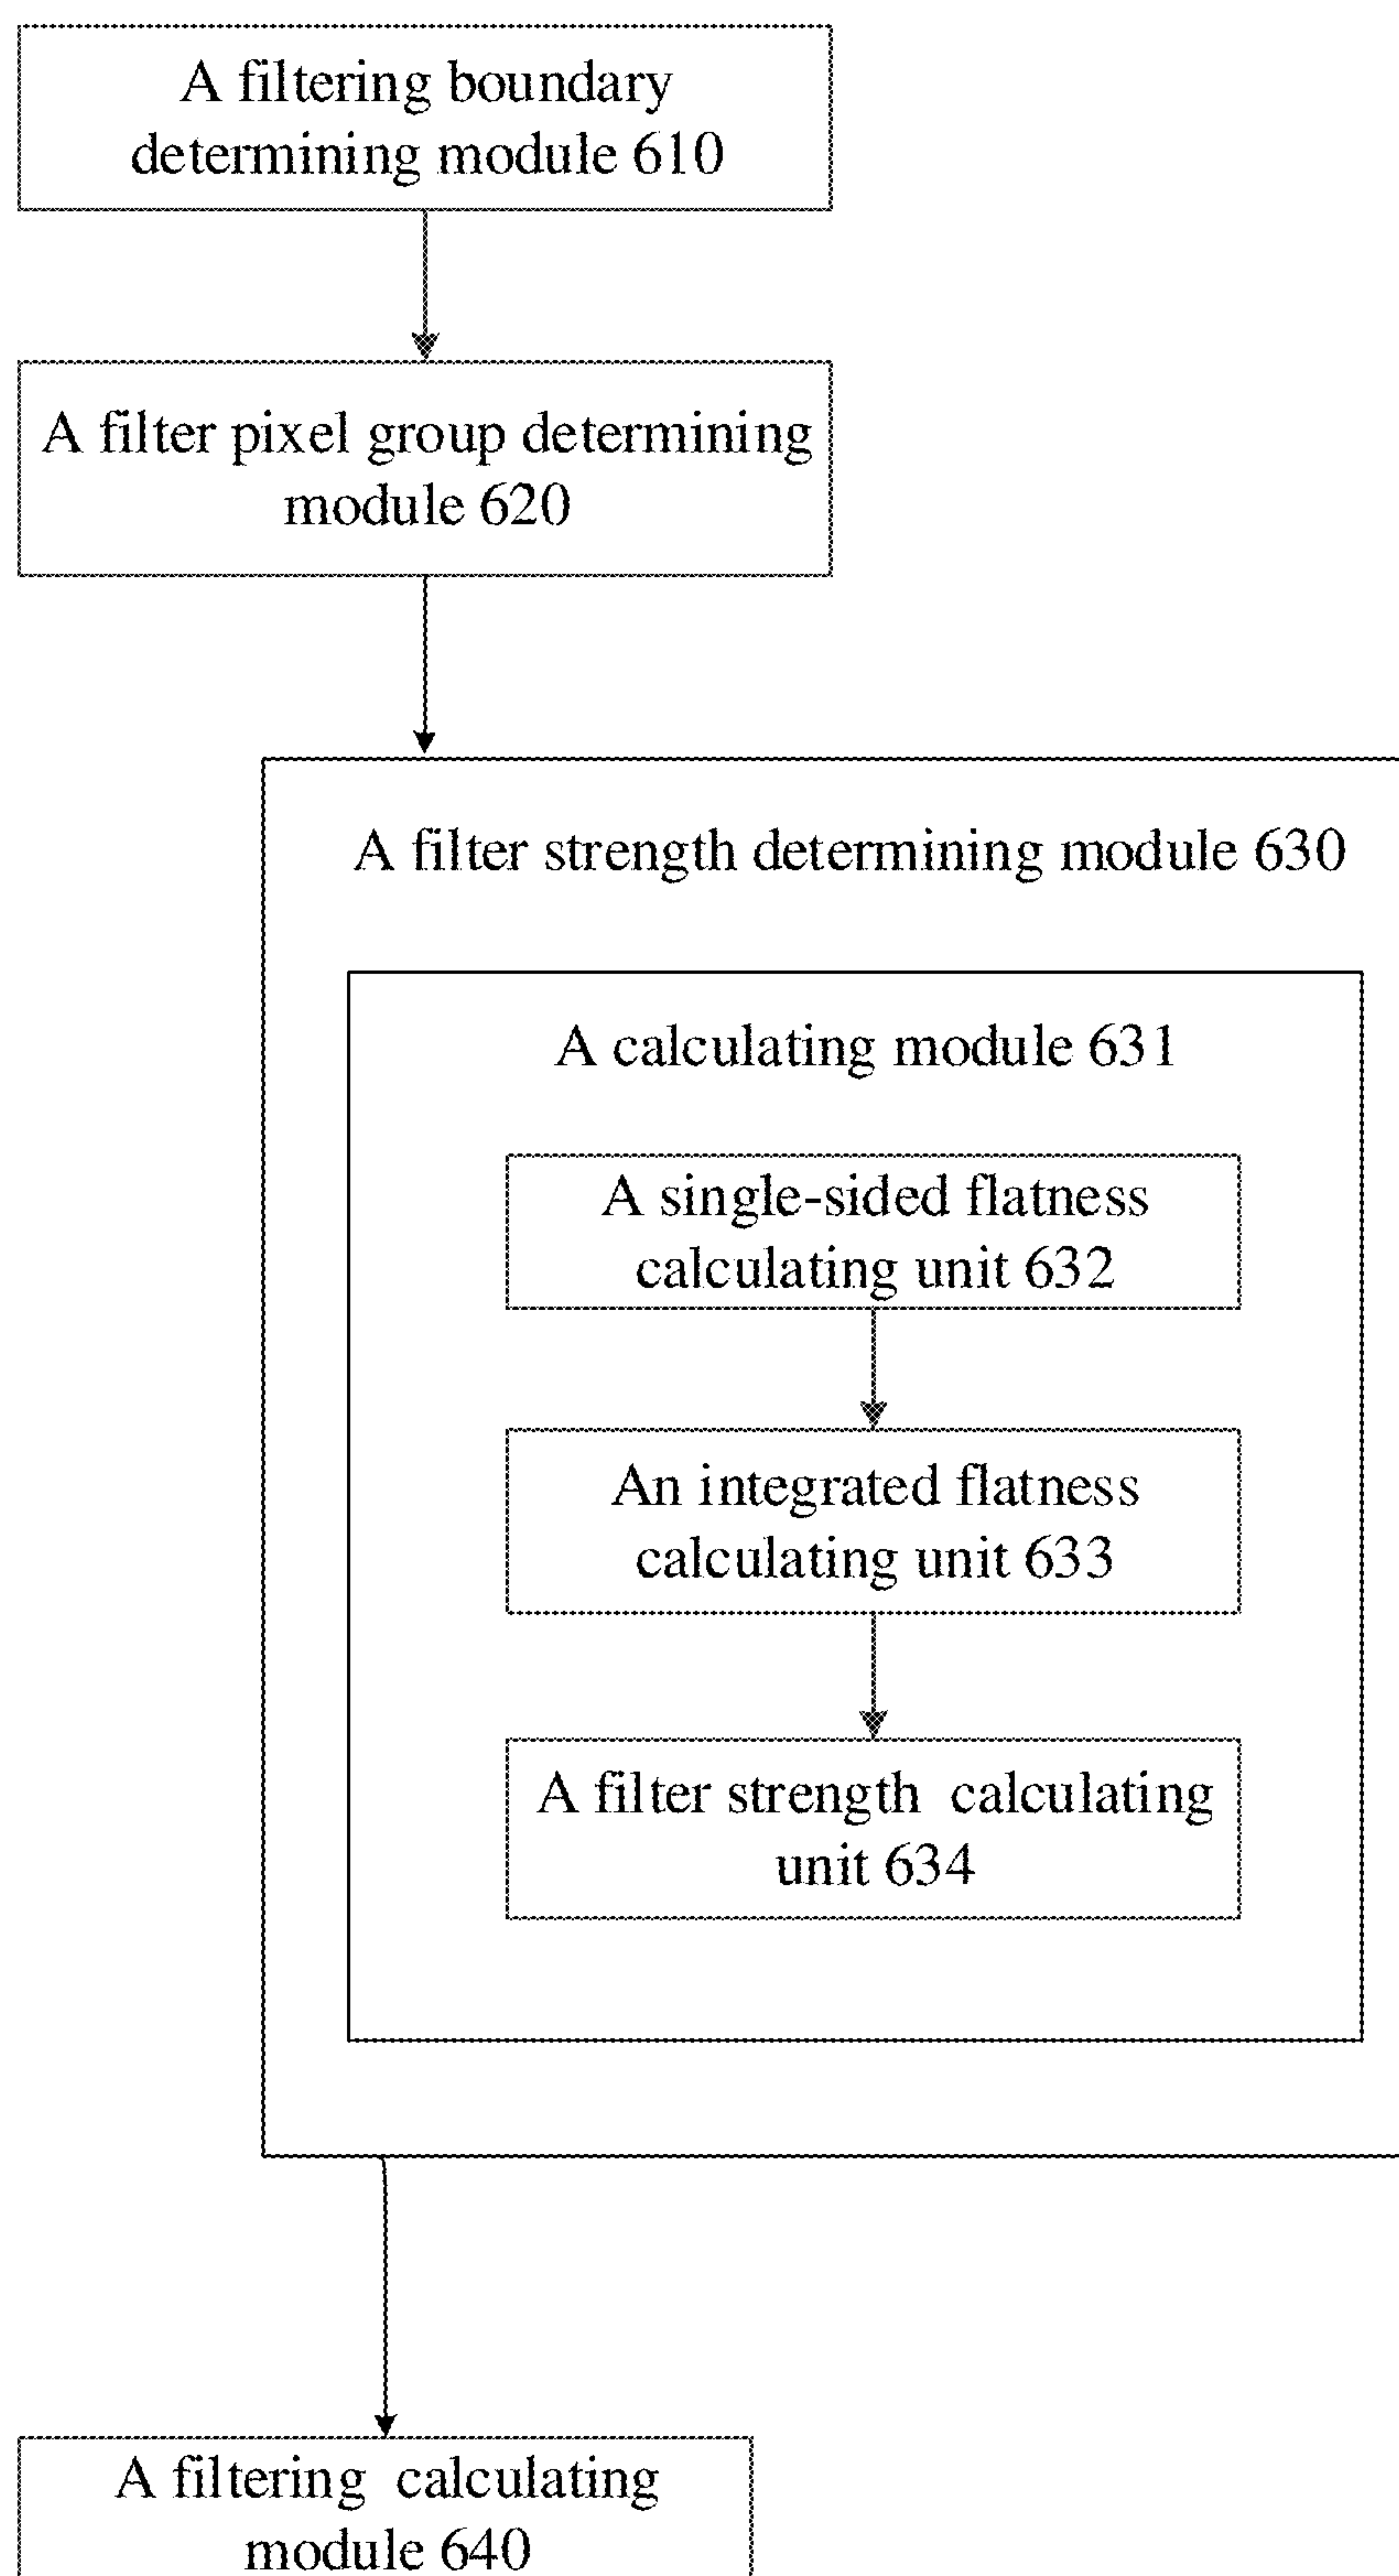 A filtering boundary
determining module 610
A filter pixel group determining
module 620
A filter strength determining module 630
A calculating module 631
A single-sided flatness
calculating unit 632
An integrated flatness
calculating unit 633
A filter strength calculating
unit 634
A filtering calculating
module 640